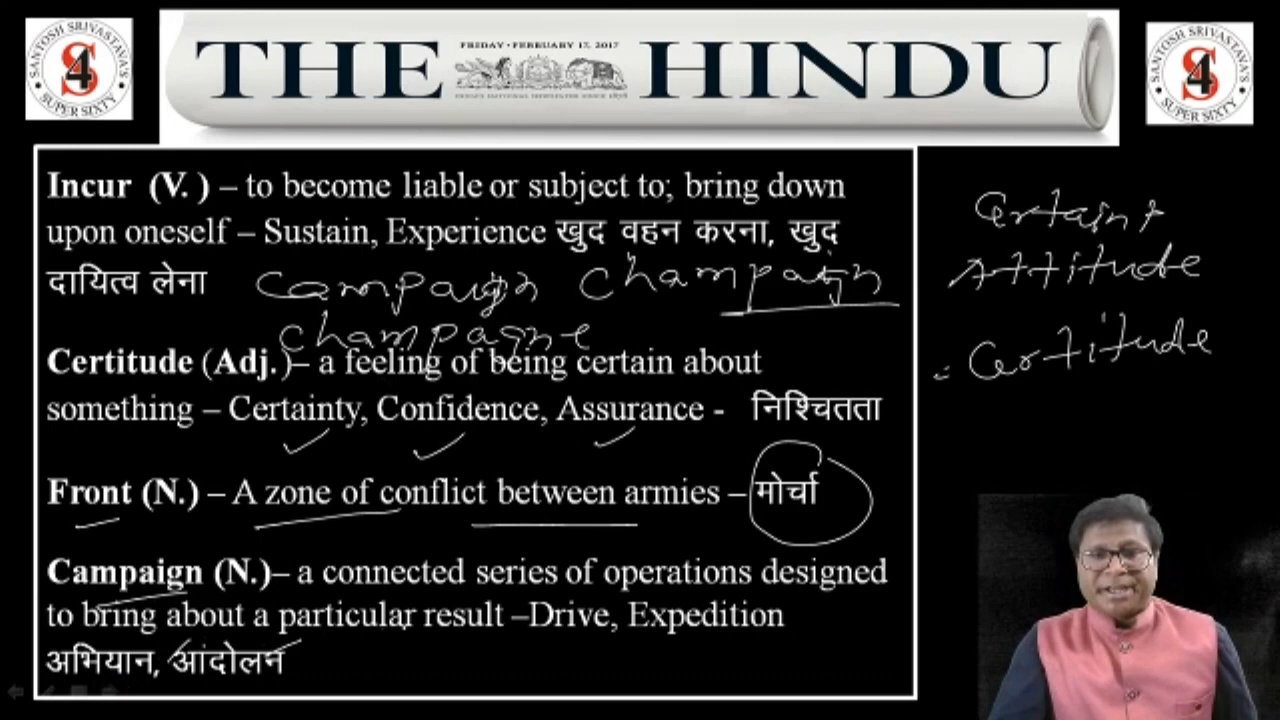 SANTOSH SRIVASTAVA'S
S4
SUPER SIXTY
THE HINDU
FRIDAY • FEBRUARY 17, 2017
SANTOSH SRIVASTAVA'S
S4
SUPER SIXTY
Incur (V. ) – to become liable or subject to; bring down
upon oneself – Sustain, Experience खुद वहन करना, खुद
दायित्व लेना
Campaign Champaign
Champagne
Certitude (Adj.)– a feeling of being certain about
something – Certainty, Confidence, Assurance - निश्चितता
Front (N.) – A zone of conflict between armies – मोर्चा
Campaign (N.)– a connected series of operations designed
to bring about a particular result –Drive, Expedition
अभियान, आंदोलन
Certain +
Attitude
Certitude